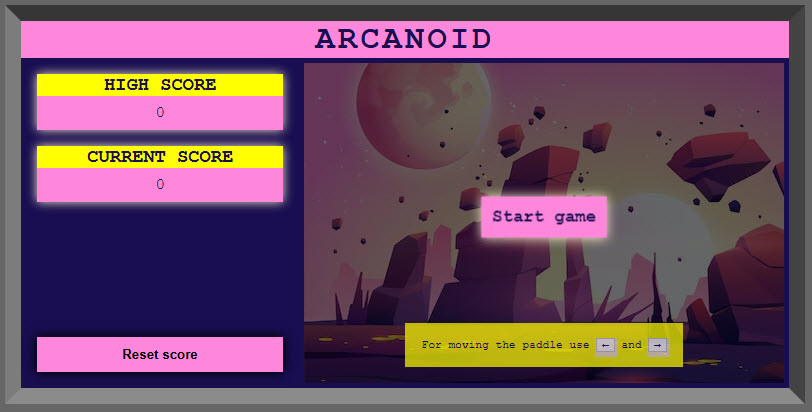 ARCANOID
HIGH SCORE
0
CURRENT SCORE
0
Start game
For moving the paddle use ← and →
Reset score